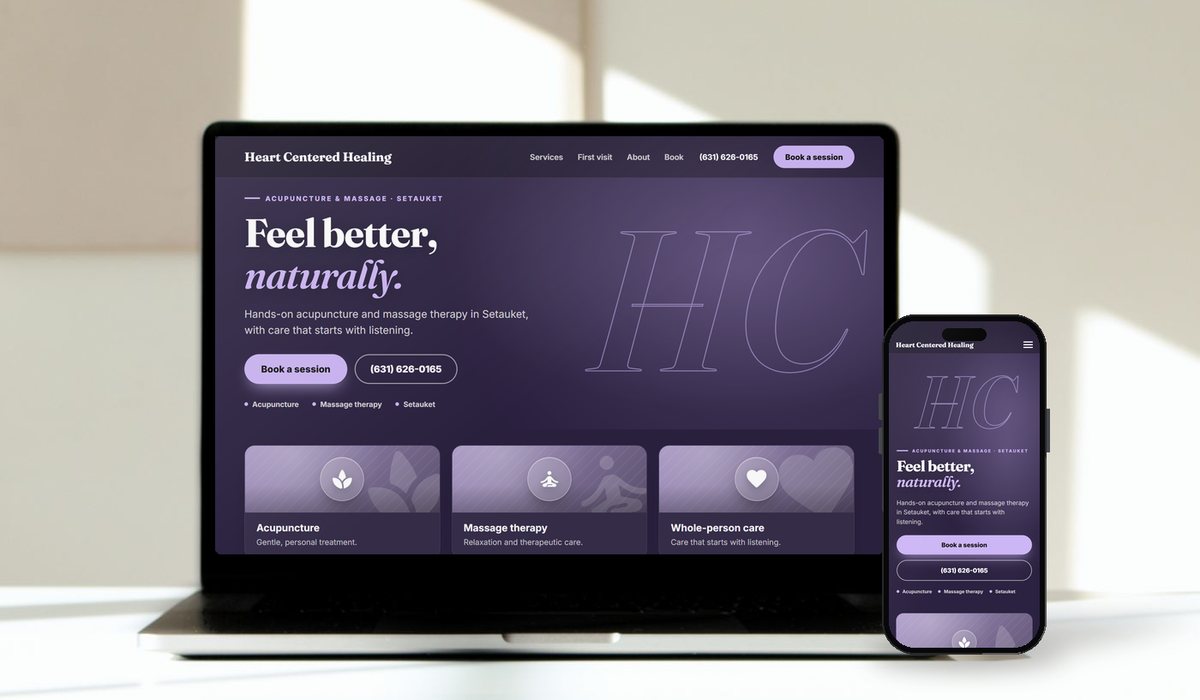 Heart Centered Healing
Services First visit About Book (631) 626-0165 Book a session
ACUPUNCTURE & MASSAGE · SETAUKET
Feel better,
naturally.
Hands-on acupuncture and massage therapy in Setauket,
with care that starts with listening.
Book a session (631) 626-0165
Acupuncture Massage therapy Setauket
HC
Acupuncture
Gentle, personal treatment.
Massage therapy
Relaxation and therapeutic care.
Whole-person care
Care that starts with listening.
Heart Centered Healing
HC
ACUPUNCTURE & MASSAGE · SETAUKET
Feel better,
naturally.
Hands-on acupuncture and massage therapy
in Setauket, with care that starts with
listening.
Book a session
(631) 626-0165
Acupuncture Massage therapy Setauket